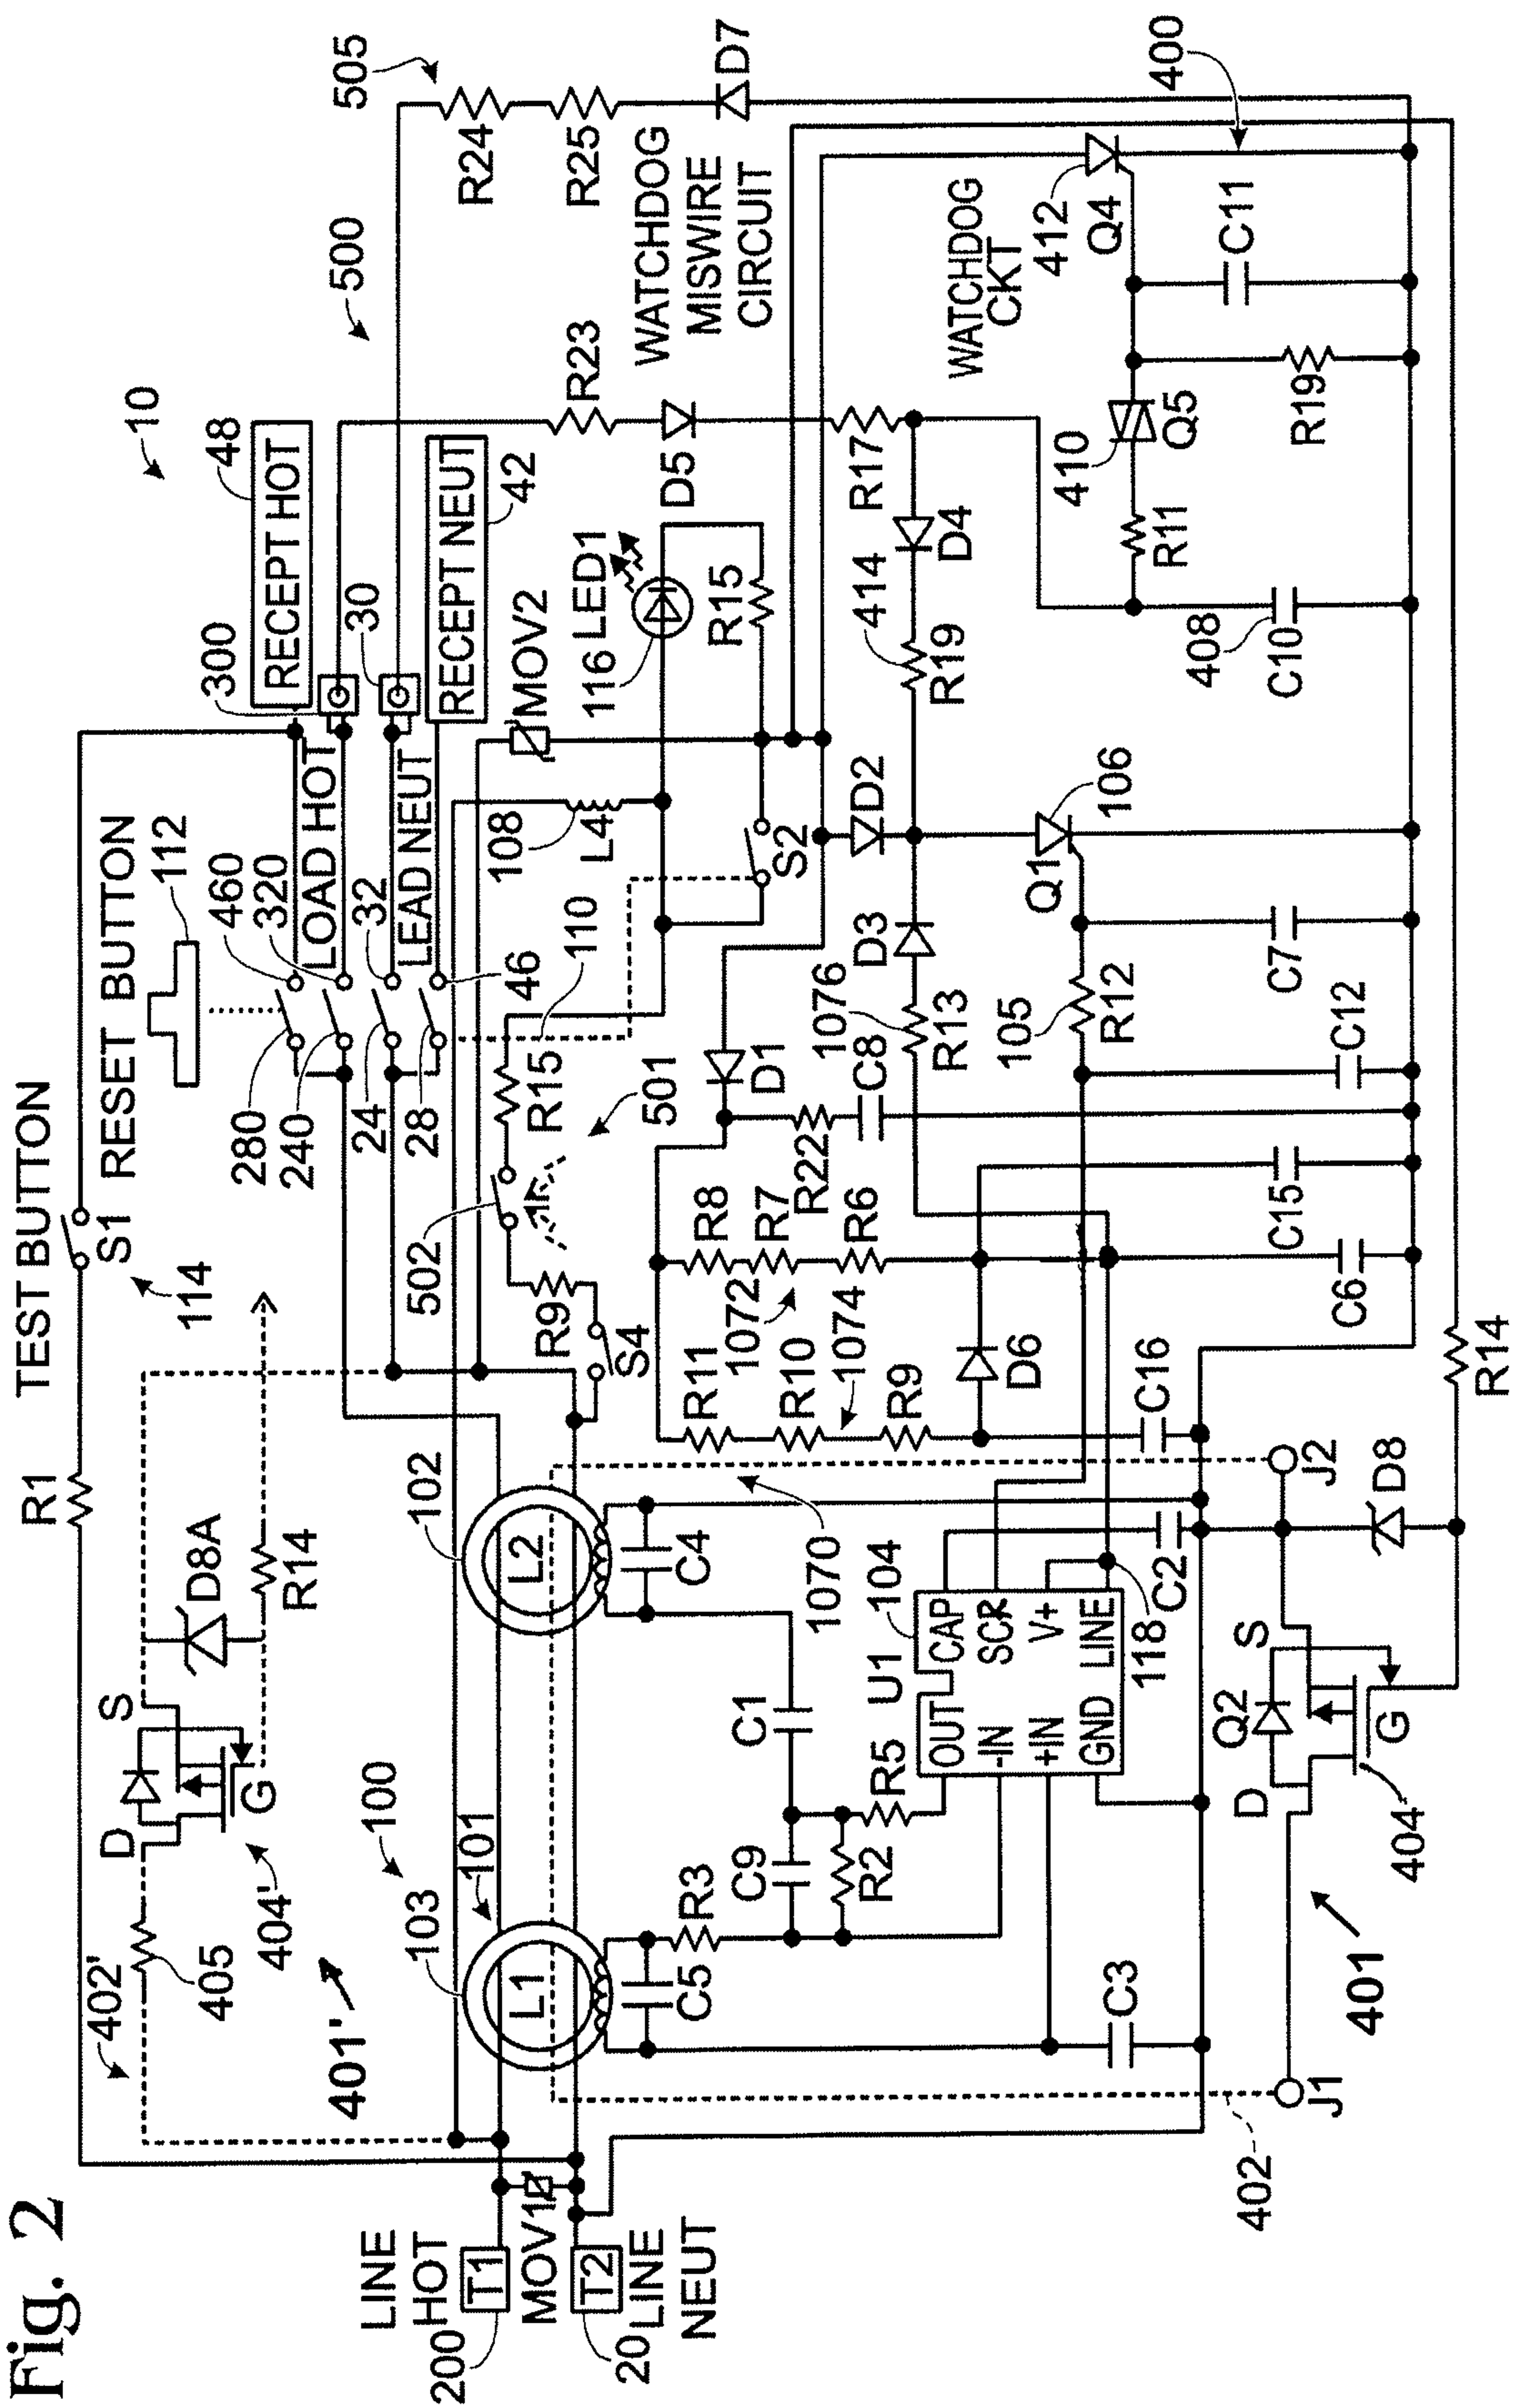 Fig. 2
TEST BUTTON
R1
S1
114
RESET BUTTON
112
10
48
RECEPT HOT
300
LOAD HOT
30
LEAD NEUT
RECEPT NEUT
42
500
505
R24
R25
D7
R23
D5
WATCHDOG
MISWIRE
CIRCUIT
400
460
320
32
46
280
240
24
28
110
108
L4
MOV2
116
LED1
R15
S2
R15
501
502
R9
S4
402'
405
D
S
G
404'
D8A
R14
401'
100
101
103
L1
102
L2
LINE
HOT
T1
200
MOV1
T2
20
LINE
NEUT
C5
R3
C9
R2
C1
R5
C4
1070
U1
104
OUT
CAP
-IN
SCR
+IN
V+
GND
LINE
118
C2
C3
R11
R10
R9
1074
R8
R7
R6
1072
R22
C8
D1
D6
C16
C15
C6
C12
C7
1076
R13
D3
D2
105
R12
Q1
106
R19
414
D4
R17
WATCHDOG
CKT
412
Q4
C11
410
Q5
R11
R19
408
C10
402
J1
J2
D8
R14
D
Q2
S
G
404
401